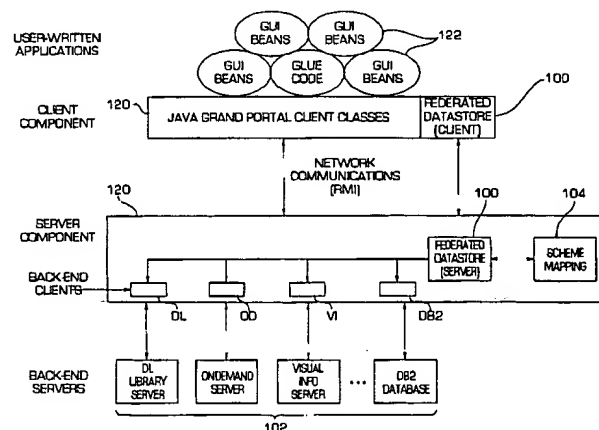 USER-WRITTEN
APPLICATIONS
GUI
BEANS
GUI
BEANS
122
GUI
BEANS
GLUE
CODE
GUI
BEANS
100
120
CLIENT
COMPONENT
JAVA GRAND PORTAL CLIENT CLASSES
FEDERATED
DATASTORE
(CLIENT)
NETWORK
COMMUNICATIONS
(RMI)
120
SERVER
COMPONENT
100
104
FEDERATED
DATASTORE
(SERVER)
SCHEME
MAPPING
BACK-END
CLIENTS
DL
OD
VI
DB2
BACK-END
SERVERS
DL
LIBRARY
SERVER
ONDEMAND
SERVER
VISUAL
INFO
SERVER
•••
DB2
DATABASE
102